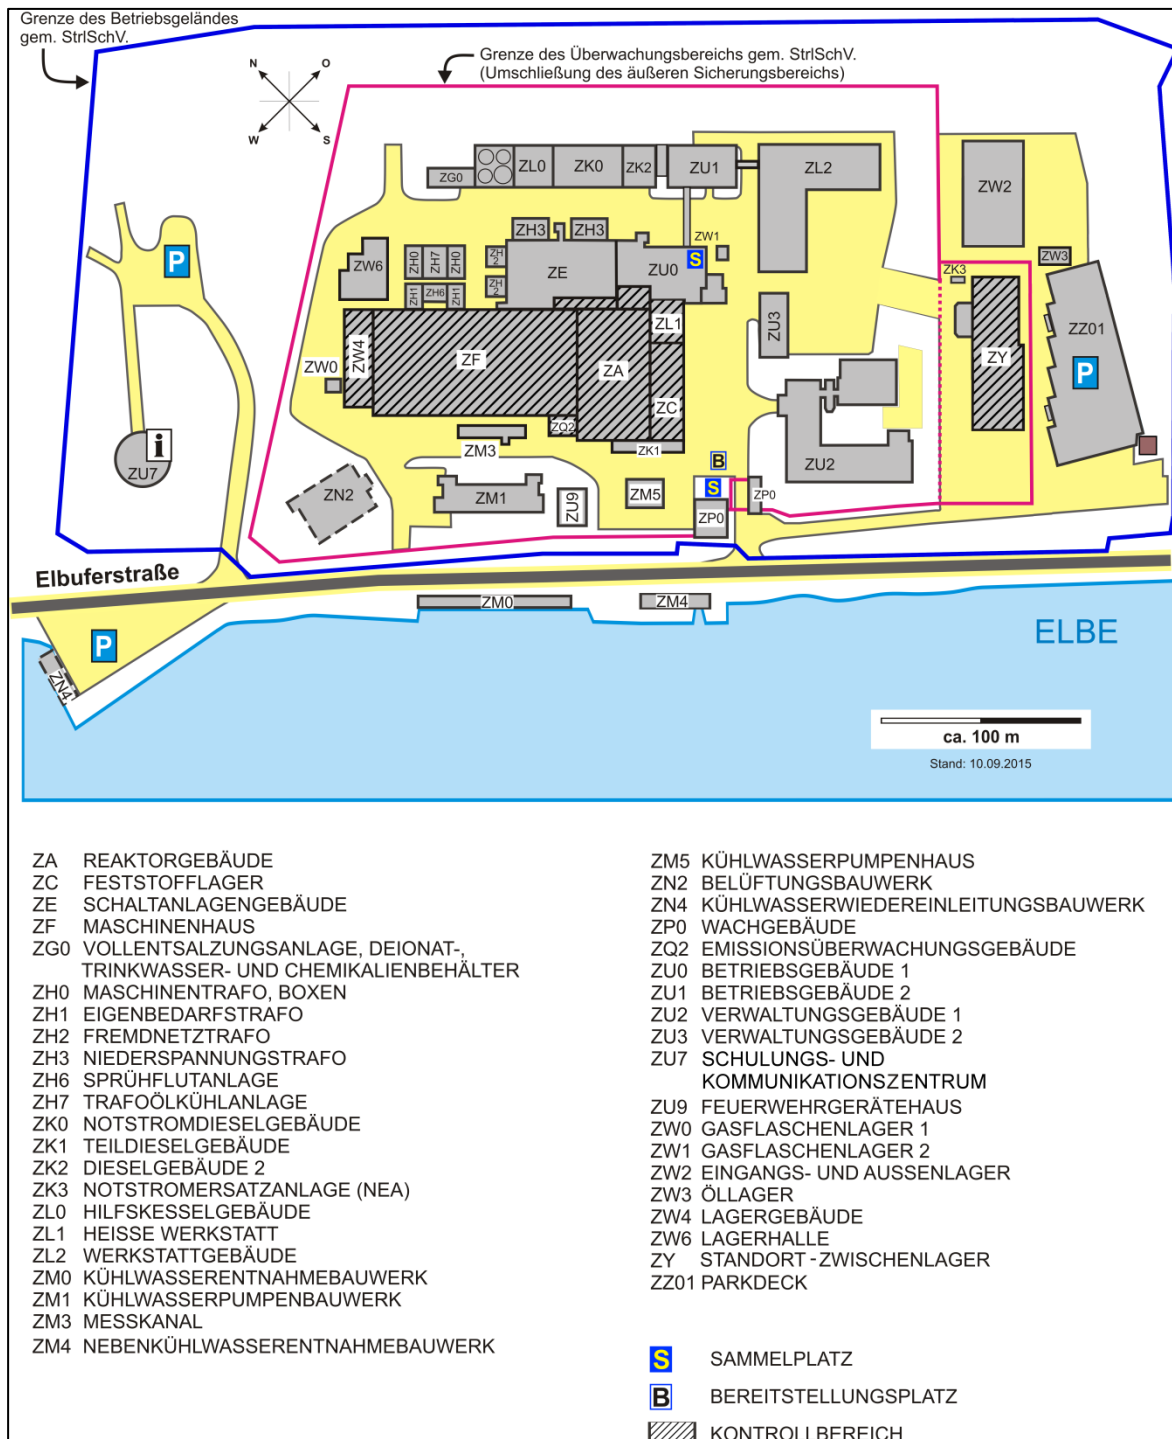 Grenze des Betriebsgeländes
gem. StrlSchV.
Grenze des Überwachungsbereichs gem. StrlSchV.
(Umschließung des äußeren Sicherungsbereichs)
N
O
W
S
ZG0
ZL0
ZK0
ZK2
ZU1
ZL2
ZW2
P
ZW6
ZH0
ZH7
ZH0
ZH1
ZH6
ZH1
ZH
2
ZH
2
ZH3
ZH3
ZE
ZU0
ZW1
S
ZK3
ZW3
ZU3
ZY
ZZ01
P
ZW0
ZW4
ZF
ZA
ZL1
ZC
ZQ2
ZK1
ZM3
ZU7
i
ZN2
ZM1
ZU9
ZM5
B
S
ZP0
ZP0
ZU2
Elbuferstraße
ZM0
ZM4
P
ZN4
ELBE
ca. 100 m
Stand: 10.09.2015
ZA REAKTORGEBÄUDE
ZC FESTSTOFFLAGER
ZE SCHALTANLAGENGEBÄUDE
ZF MASCHINENHAUS
ZG0 VOLLENTSALZUNGSANLAGE, DEIONAT-,
TRINKWASSER- UND CHEMIKALIENBEHÄLTER
ZH0 MASCHINENTRAFO, BOXEN
ZH1 EIGENBEDARFSTRAFO
ZH2 FREMDNETZTRAFO
ZH3 NIEDERSPANNUNGSTRAFO
ZH6 SPRÜHFLUTANLAGE
ZH7 TRAFOÖLKÜHLANLAGE
ZK0 NOTSTROMDIESELGEBÄUDE
ZK1 TEILDIESELGEBÄUDE
ZK2 DIESELGEBÄUDE 2
ZK3 NOTSTROMERSATZANLAGE (NEA)
ZL0 HILFSKESSELGEBÄUDE
ZL1 HEISSE WERKSTATT
ZL2 WERKSTATTGEBÄUDE
ZM0 KÜHLWASSERENTNAHMEBAUWERK
ZM1 KÜHLWASSERPUMPENBAUWERK
ZM3 MESSKANAL
ZM4 NEBENKÜHLWASSERENTNAHMEBAUWERK
ZM5 KÜHLWASSERPUMPENHAUS
ZN2 BELÜFTUNGSBAUWERK
ZN4 KÜHLWASSERWIEDEREINLEITUNGSBAUWERK
ZP0 WACHGEBÄUDE
ZQ2 EMISSIONSÜBERWACHUNGSGEBÄUDE
ZU0 BETRIEBSGEBÄUDE 1
ZU1 BETRIEBSGEBÄUDE 2
ZU2 VERWALTUNGSGEBÄUDE 1
ZU3 VERWALTUNGSGEBÄUDE 2
ZU7 SCHULUNGS- UND
KOMMUNIKATIONSZENTRUM
ZU9 FEUERWEHRGERÄTEHAUS
ZW0 GASFLASCHENLAGER 1
ZW1 GASFLASCHENLAGER 2
ZW2 EINGANGS- UND AUSSENLAGER
ZW3 ÖLLAGER
ZW4 LAGERGEBÄUDE
ZW6 LAGERHALLE
ZY STANDORT - ZWISCHENLAGER
ZZ01 PARKDECK
S SAMMELPLATZ
B BEREITSTELLUNGSPLATZ
KONTROLLBEREICH